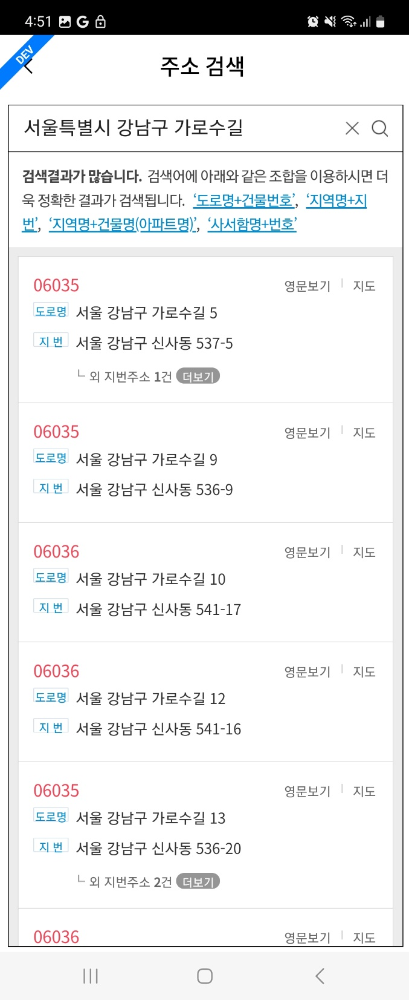 4:51
DEV
주소 검색
서울특별시 강남구 가로수길
검색결과가 많습니다. 검색어에 아래와 같은 조합을 이용하시면 더
욱 정확한 결과가 검색됩니다. ‘도로명+건물번호’, ‘지역명+지
번’, ‘지역명+건물명(아파트명)’, ‘사서함명+번호’
06035 영문보기 지도
도로명 서울 강남구 가로수길 5
지번 서울 강남구 신사동 537-5
└ 외 지번주소 1건 더보기
06035 영문보기 지도
도로명 서울 강남구 가로수길 9
지번 서울 강남구 신사동 536-9
06036 영문보기 지도
도로명 서울 강남구 가로수길 10
지번 서울 강남구 신사동 541-17
06036 영문보기 지도
도로명 서울 강남구 가로수길 12
지번 서울 강남구 신사동 541-16
06035 영문보기 지도
도로명 서울 강남구 가로수길 13
지번 서울 강남구 신사동 536-20
└ 외 지번주소 2건 더보기
06036 영문보기 지도